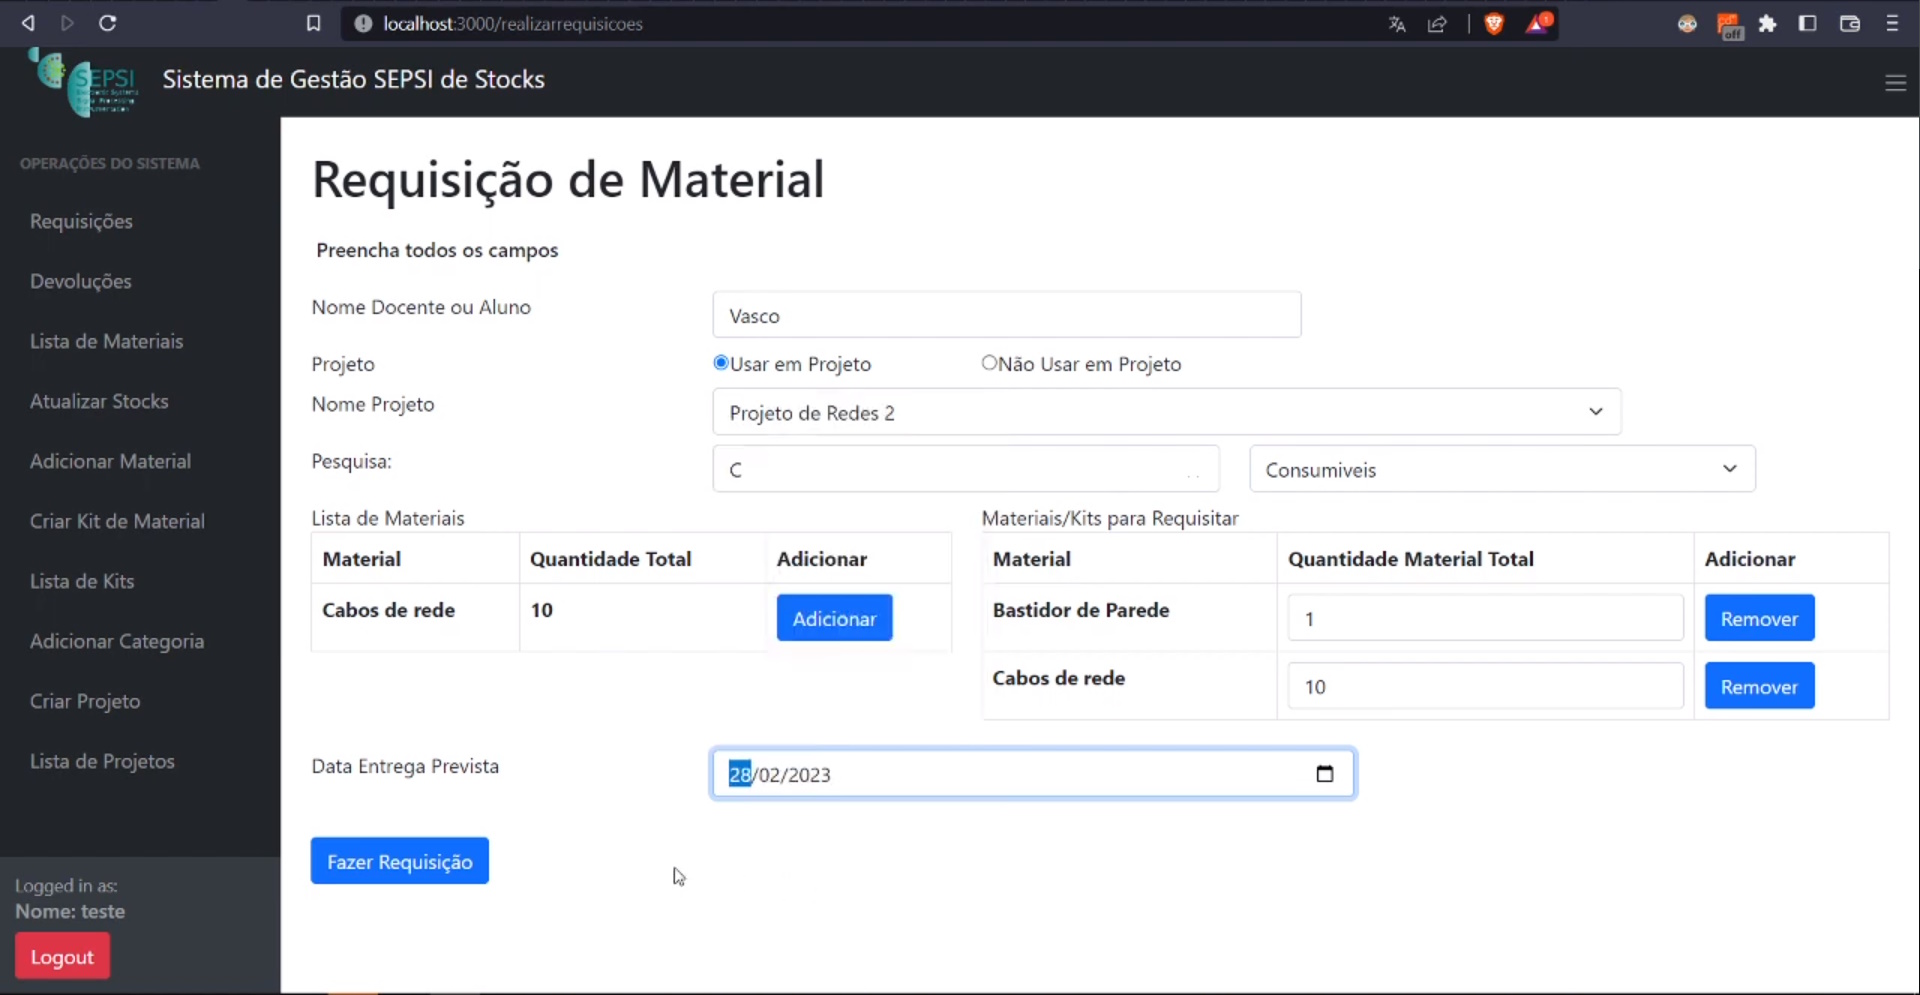 localhost:3000/realizarrequisicoes
off
1
SEPSI
Sistema de Gestão SEPSI de Stocks
OPERAÇÕES DO SISTEMA
Requisições
Devoluções
Lista de Materiais
Atualizar Stocks
Adicionar Material
Criar Kit de Material
Lista de Kits
Adicionar Categoria
Criar Projeto
Lista de Projetos
Logged in as:
Nome: teste
Logout
Requisição de Material
Preencha todos os campos
Nome Docente ou Aluno
Vasco
Projeto
Usar em Projeto
Não Usar em Projeto
Nome Projeto
Projeto de Redes 2
Pesquisa:
C
Consumiveis
Lista de Materiais
Material Quantidade Total Adicionar
Cabos de rede 10 Adicionar
Materiais/Kits para Requisitar
Material Quantidade Material Total Adicionar
Bastidor de Parede 1 Remover
Cabos de rede 10 Remover
Data Entrega Prevista
28/02/2023
Fazer Requisição